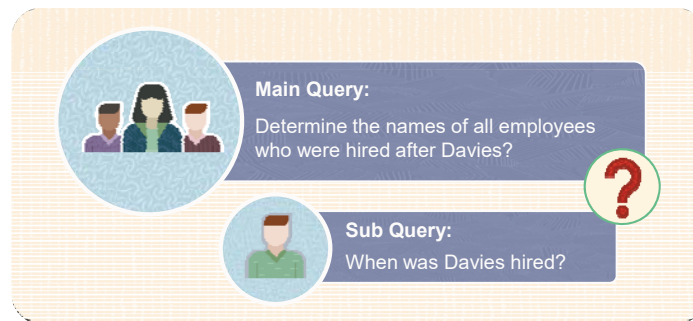 Main Query:
Determine the names of all employees
who were hired after Davies?
?
Sub Query:
When was Davies hired?